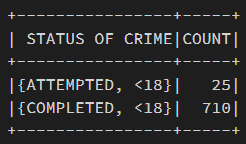 +---------------+-----+
| STATUS OF CRIME|COUNT|
+---------------+-----+
|{ATTEMPTED, <18}|   25|
|{COMPLETED, <18}|  710|
+---------------+-----+